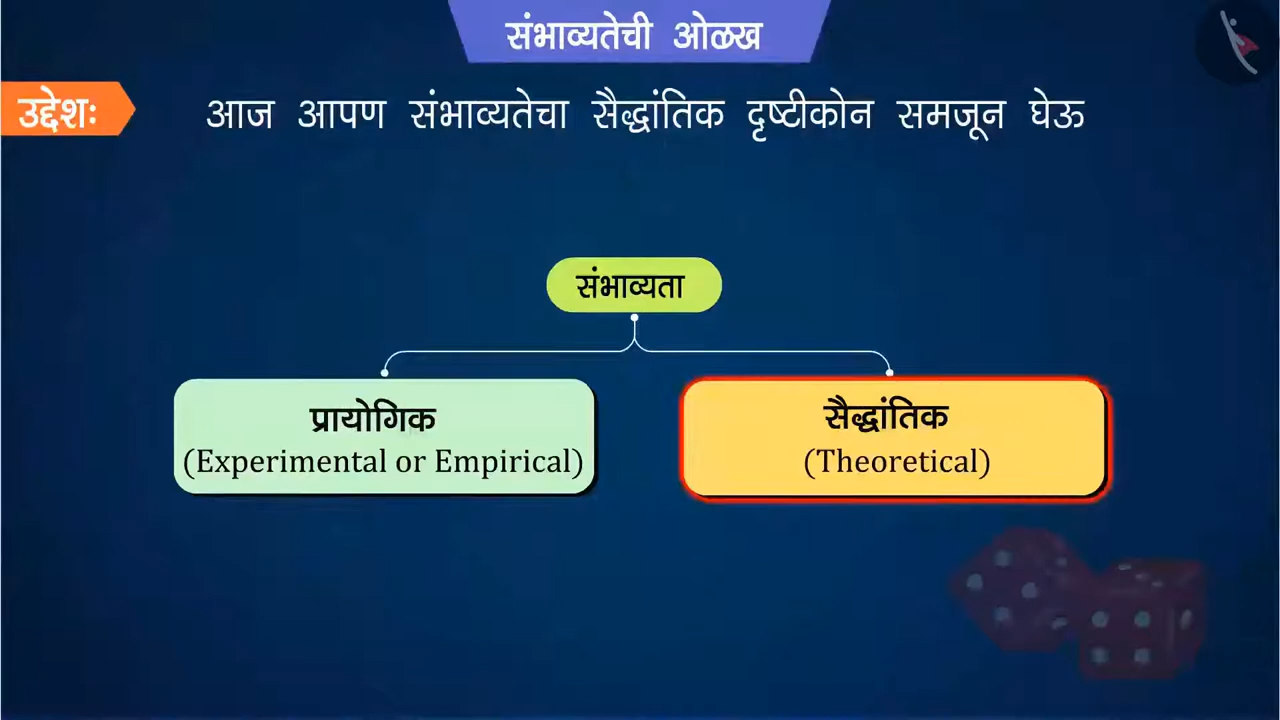 संभाव्यतेची ओळख
उद्देशः
आज आपण संभाव्यतेचा सैद्धांतिक दृष्टीकोन समजून घेऊ
संभाव्यता
प्रायोगिक
(Experimental or Empirical)
सैद्धांतिक
(Theoretical)